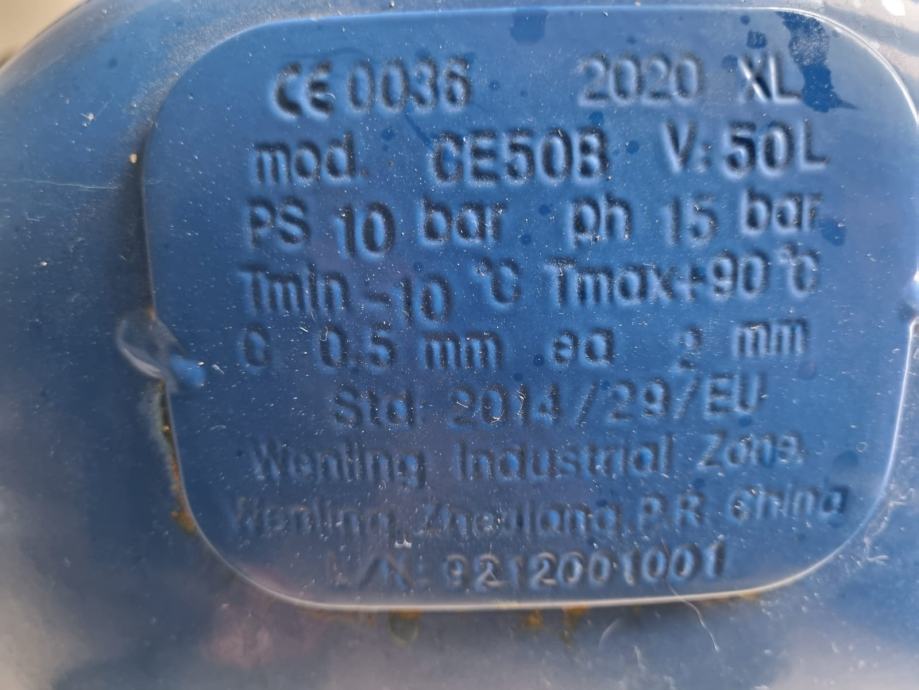 CE 0036 2020 XL
mod. CE50B V: 50L
PS 10 bar ph 15 bar
Tmin -10 °C Tmax+90°C
C 0.5 mm ea 2 mm
Std 2014/29/EU
Wenling Industrial Zone.
Wenling, Zhejiang, P.R. China
L/N: 9212001001